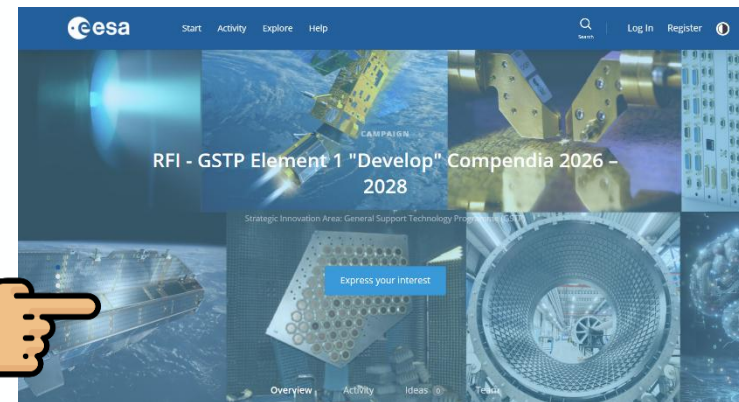 esa
Start Activity Explore Help
Search
Log In Register
CAMPAIGN
RFI - GSTP Element 1 "Develop" Compendia 2026 –
2028
Strategic Innovation Area: General Support Technology Programme (GSTP)
Express your interest
Overview Activity Ideas 0 Team